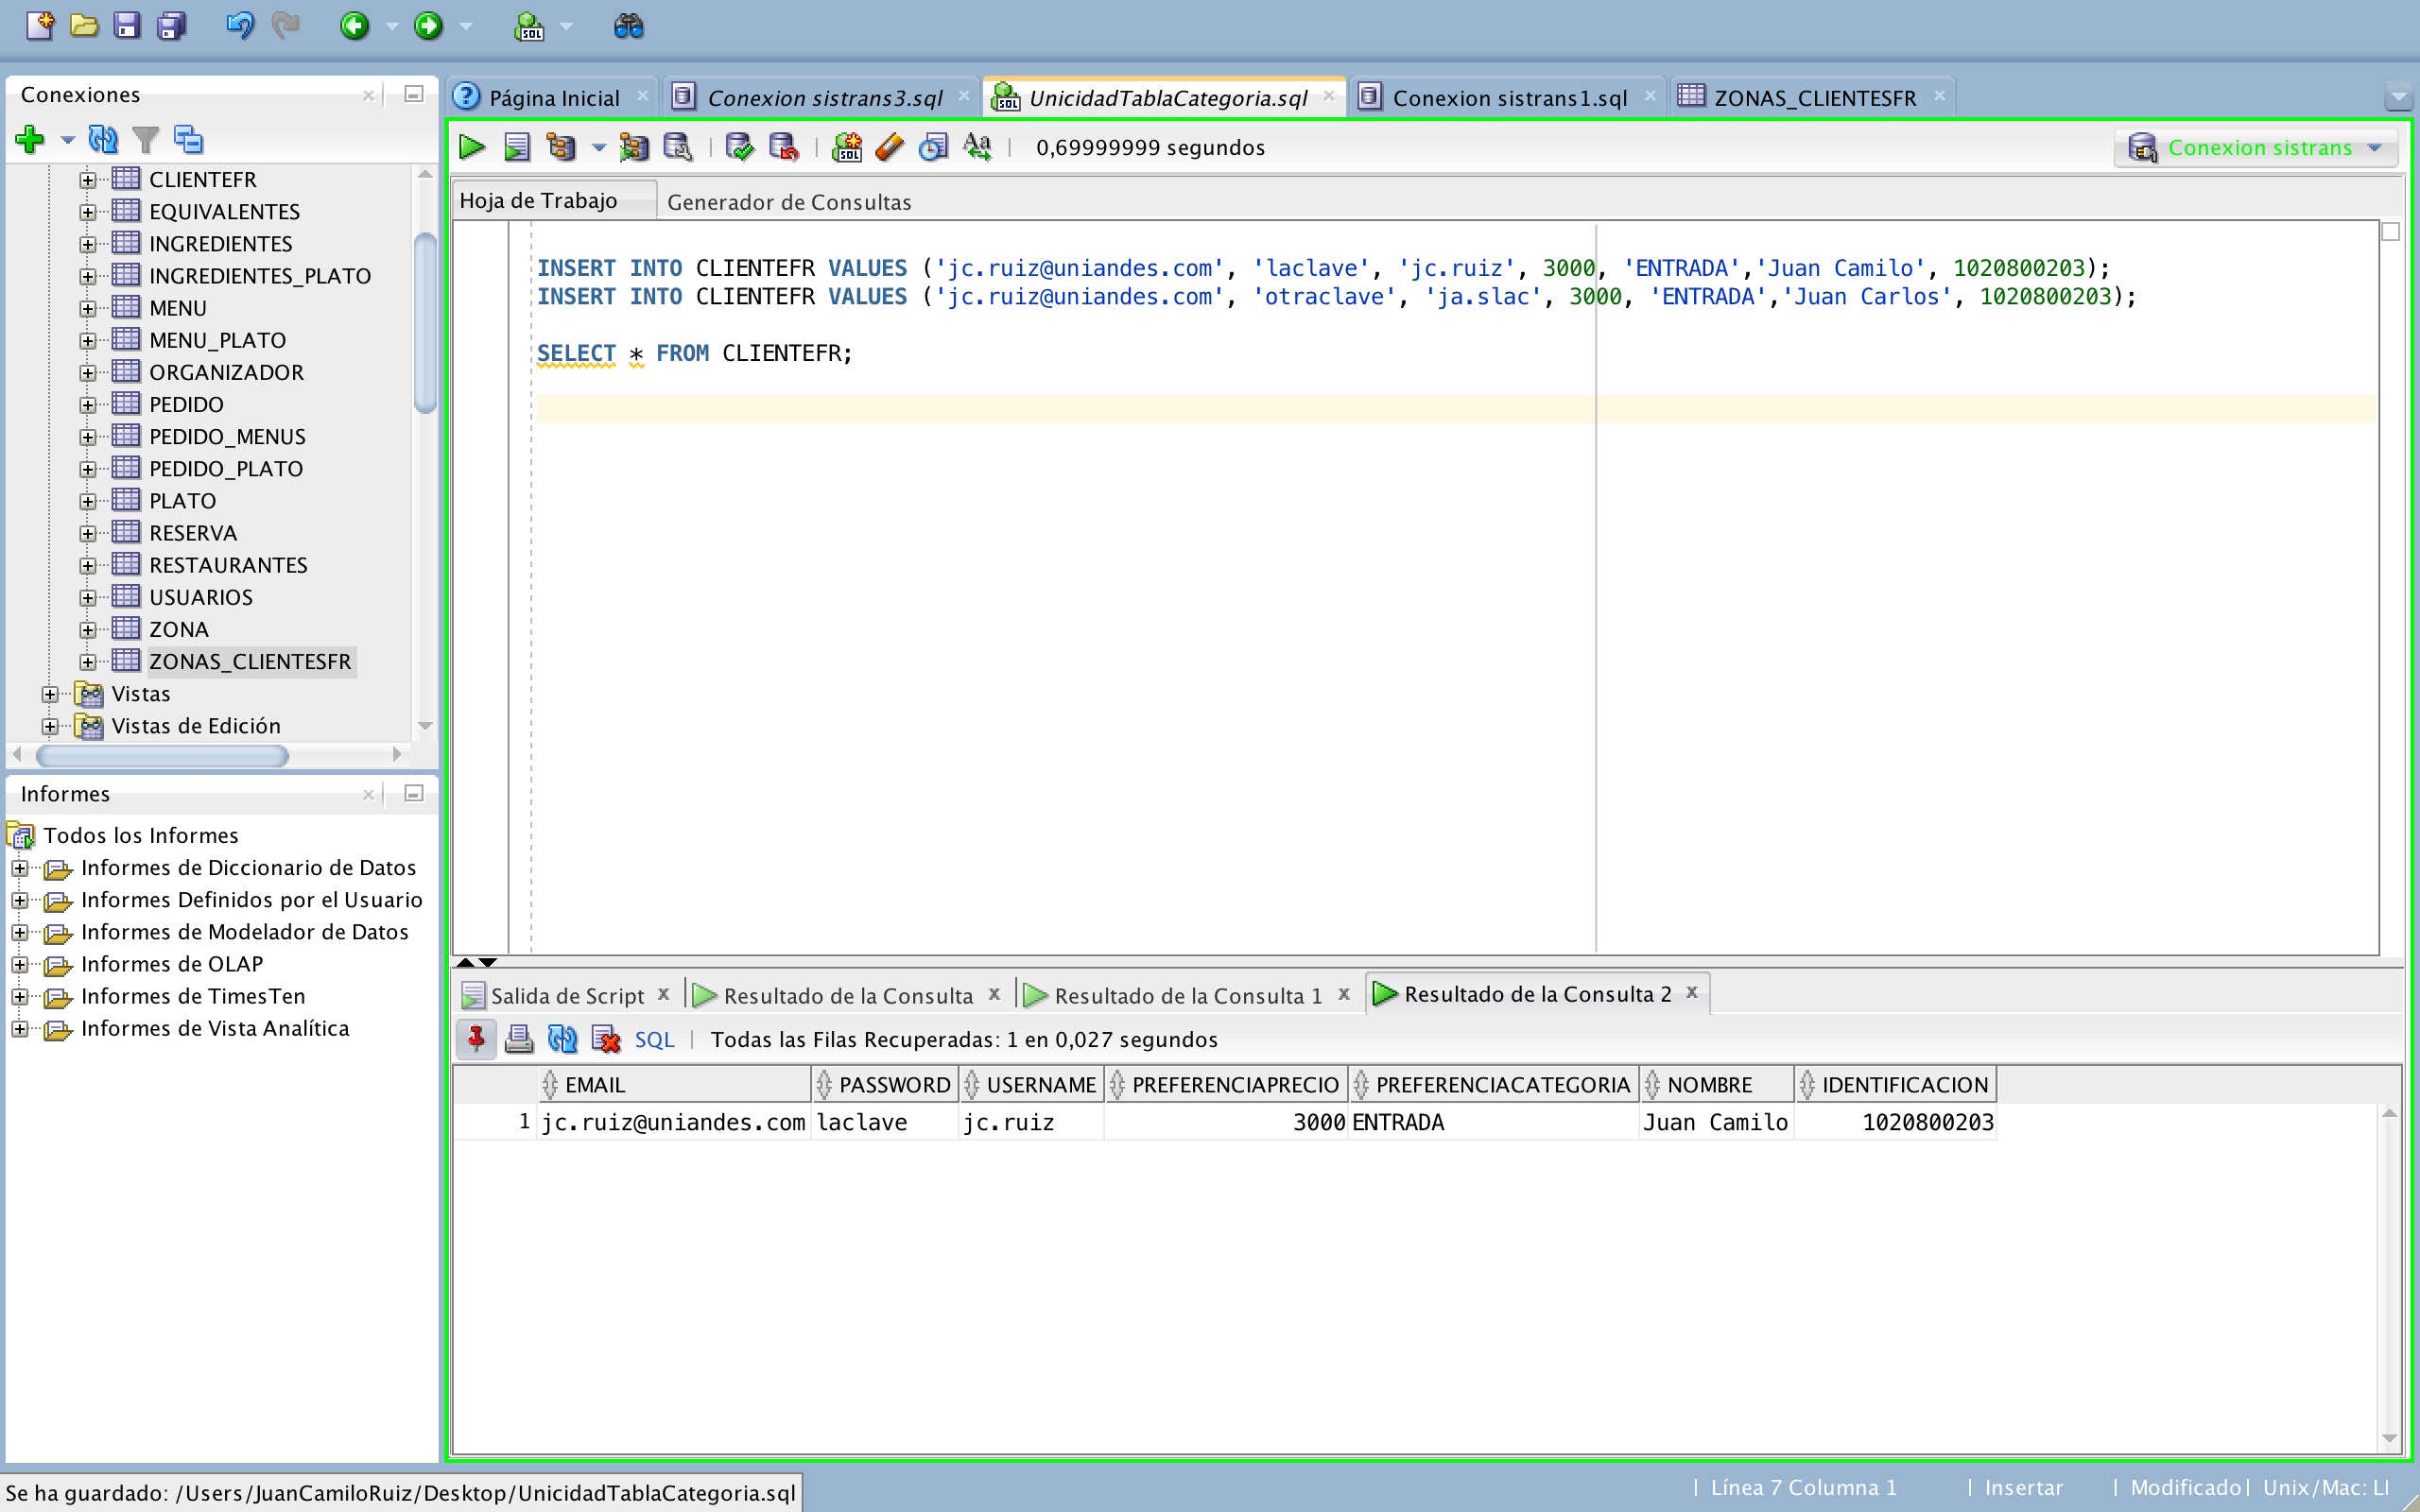 Conexiones
CLIENTEFR
EQUIVALENTES
INGREDIENTES
INGREDIENTES_PLATO
MENU
MENU_PLATO
ORGANIZADOR
PEDIDO
PEDIDO_MENUS
PEDIDO_PLATO
PLATO
RESERVA
RESTAURANTES
USUARIOS
ZONA
ZONAS_CLIENTESFR
Vistas
Vistas de Edición
Informes
Todos los Informes
Informes de Diccionario de Datos
Informes Definidos por el Usuario
Informes de Modelador de Datos
Informes de OLAP
Informes de TimesTen
Informes de Vista Analítica
Página Inicial
Conexion sistrans3.sql
UnicidadTablaCategoria.sql
Conexion sistrans1.sql
ZONAS_CLIENTESFR
0,69999999 segundos
Conexion sistrans
Hoja de Trabajo
Generador de Consultas
INSERT INTO CLIENTEFR VALUES ('jc.ruiz@uniandes.com', 'laclave', 'jc.ruiz', 3000, 'ENTRADA','Juan Camilo', 1020800203);
INSERT INTO CLIENTEFR VALUES ('jc.ruiz@uniandes.com', 'otraclave', 'ja.slac', 3000, 'ENTRADA','Juan Carlos', 1020800203);
SELECT * FROM CLIENTEFR;
Salida de Script
Resultado de la Consulta
Resultado de la Consulta 1
Resultado de la Consulta 2
SQL
Todas las Filas Recuperadas: 1 en 0,027 segundos
EMAIL PASSWORD USERNAME PREFERENCIAPRECIO PREFERENCIACATEGORIA NOMBRE IDENTIFICACION
1 jc.ruiz@uniandes.com laclave jc.ruiz 3000 ENTRADA Juan Camilo 1020800203
Se ha guardado: /Users/JuanCamiloRuiz/Desktop/UnicidadTablaCategoria.sql
Línea 7 Columna 1
Insertar
Modificado
Unix/Mac: LI